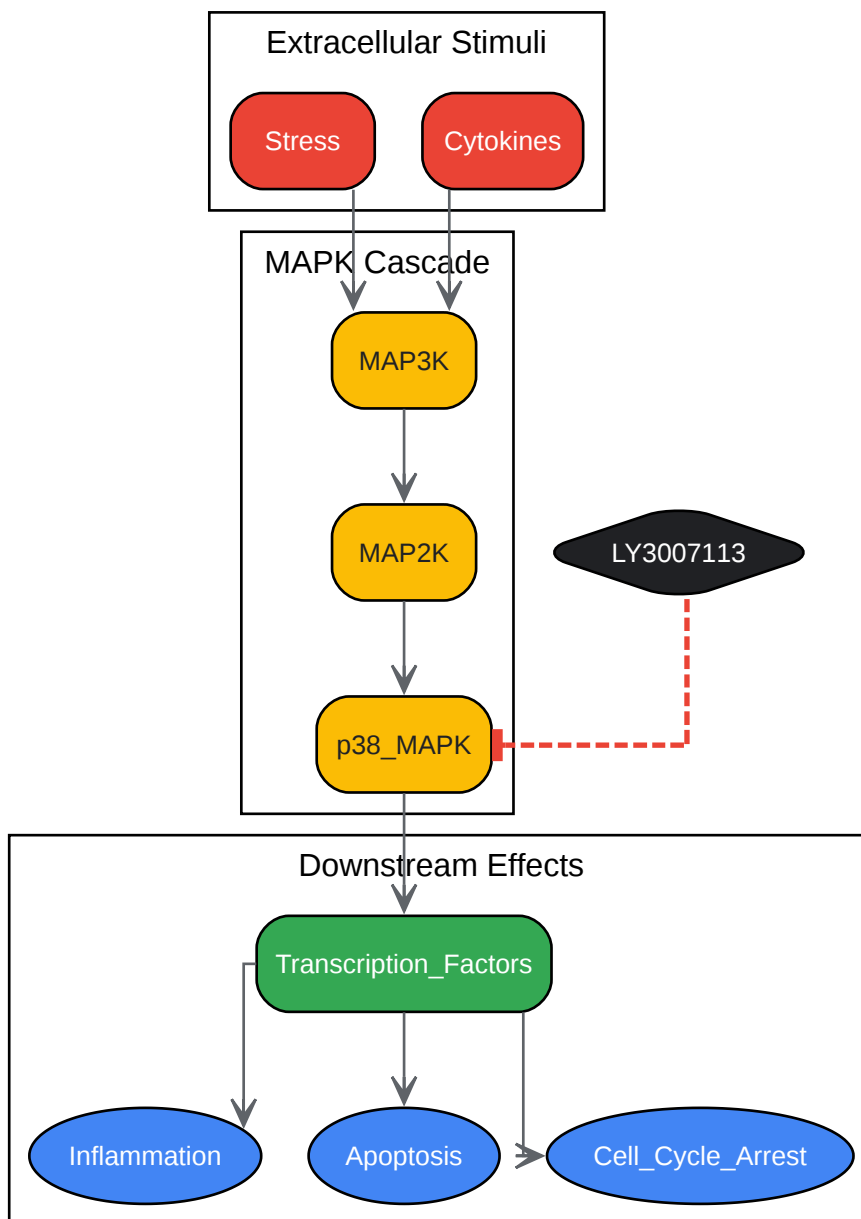 Extracellular Stimuli
Stress
Cytokines
MAPK Cascade
MAP3K
MAP2K
LY3007113
p38_MAPK
Downstream Effects
Transcription_Factors
Inflammation
Apoptosis
Cell_Cycle_Arrest